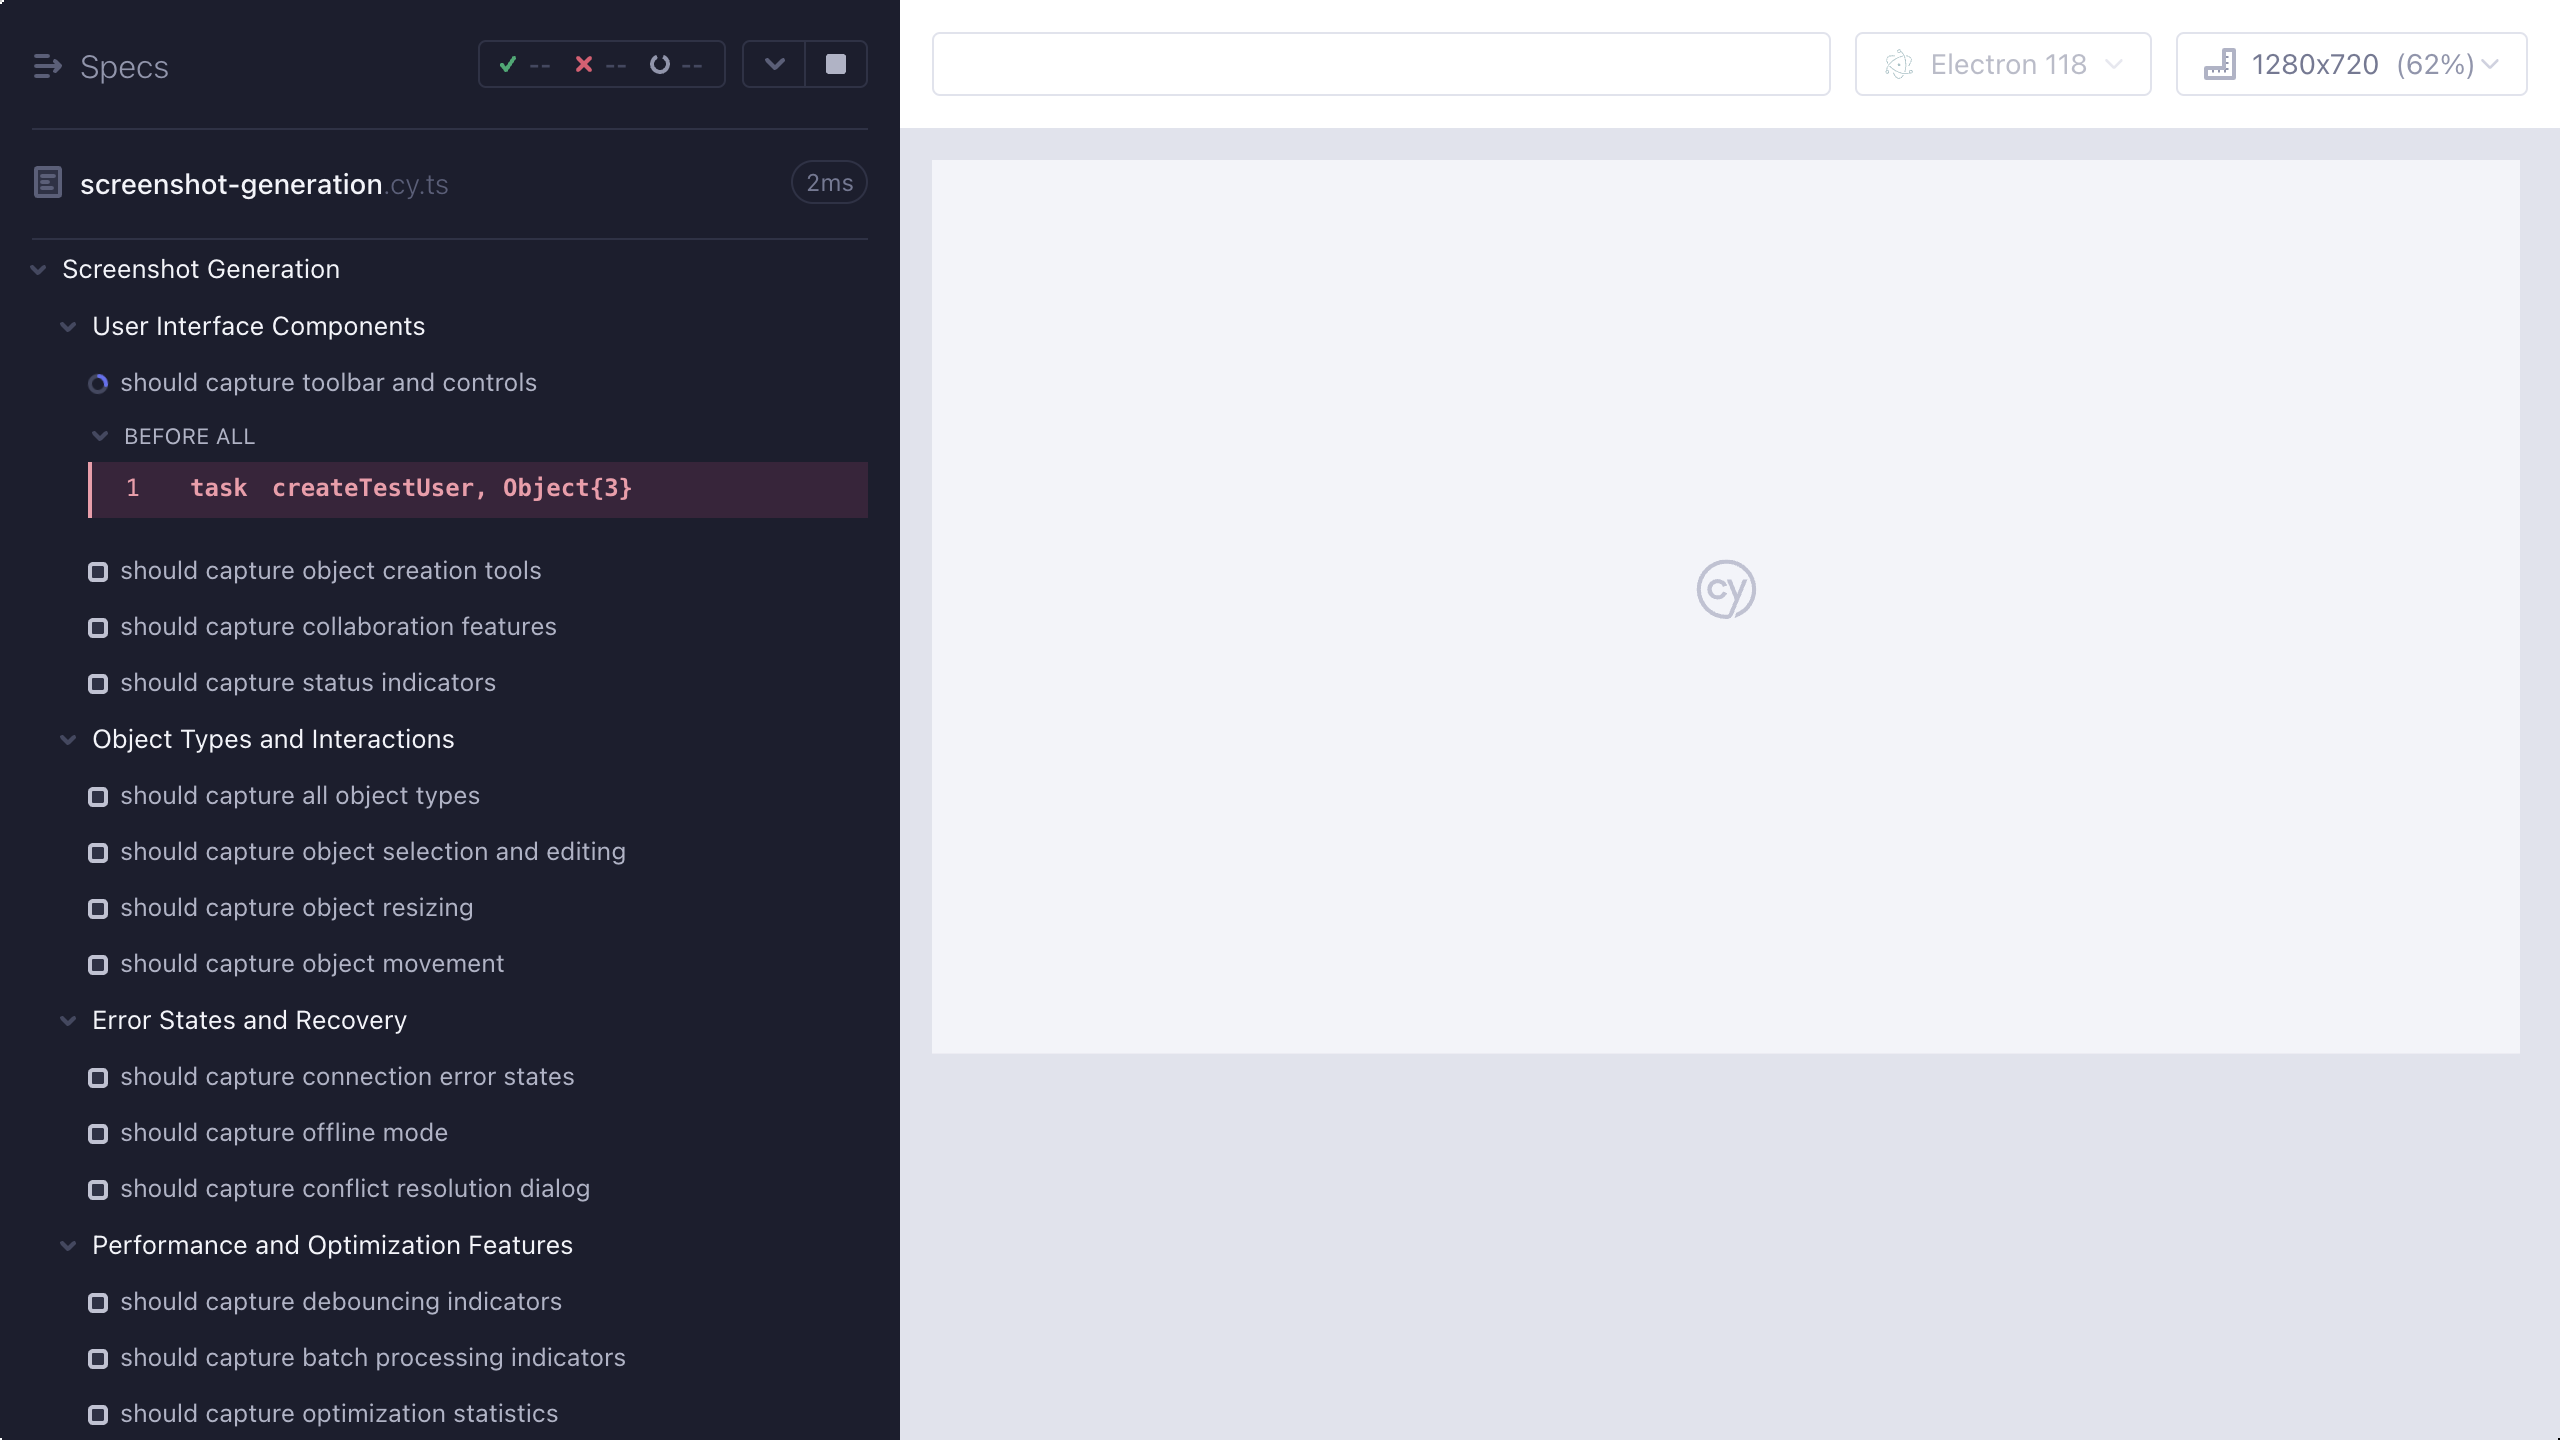 Specs
-- -- --
screenshot-generation.cy.ts
2ms
Screenshot Generation
User Interface Components
should capture toolbar and controls
BEFORE ALL
1 task createTestUser, Object{3}
should capture object creation tools
should capture collaboration features
should capture status indicators
Object Types and Interactions
should capture all object types
should capture object selection and editing
should capture object resizing
should capture object movement
Error States and Recovery
should capture connection error states
should capture offline mode
should capture conflict resolution dialog
Performance and Optimization Features
should capture debouncing indicators
should capture batch processing indicators
should capture optimization statistics
Electron 118
1280x720 (62%)
cy